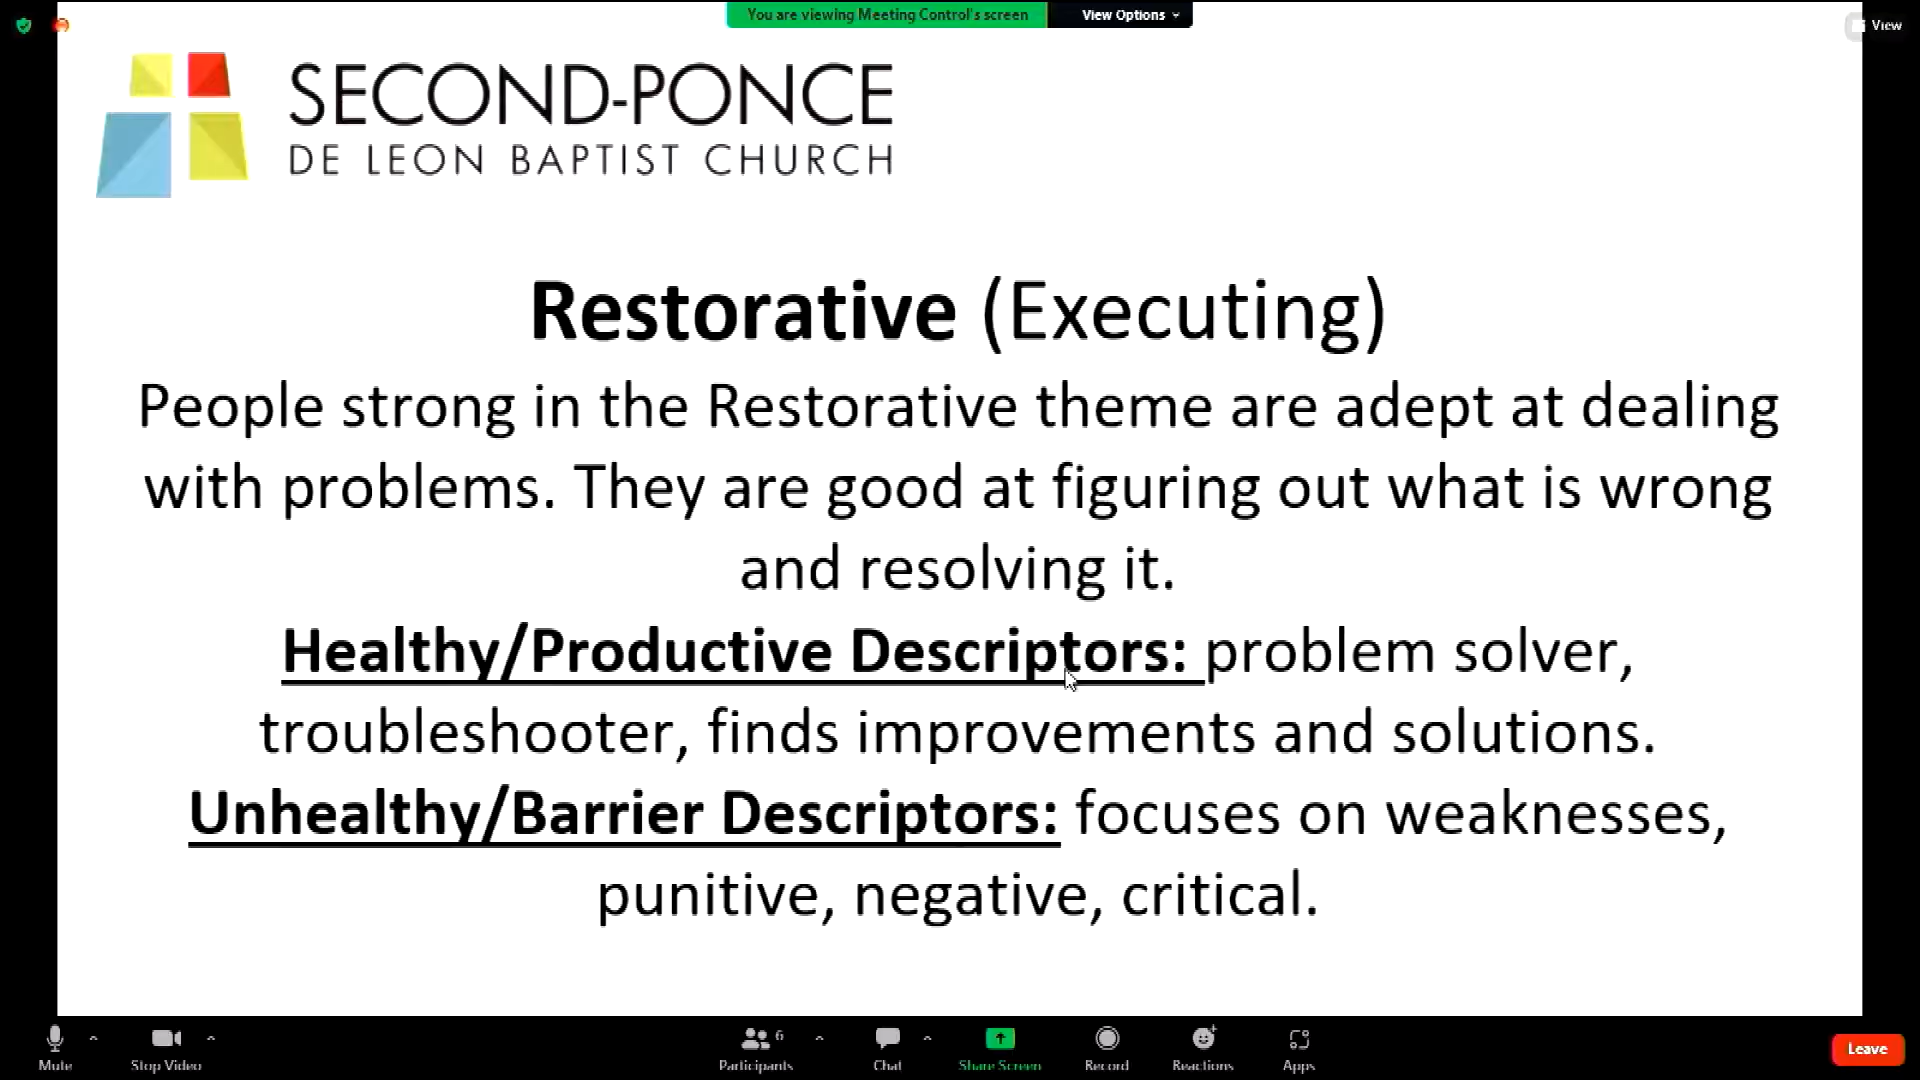 You are viewing Meeting Control's screen
View Options
View
SECOND-PONCE
DE LEON BAPTIST CHURCH
Restorative (Executing)
People strong in the Restorative theme are adept at dealing
with problems. They are good at figuring out what is wrong
and resolving it.
Healthy/Productive Descriptors: problem solver,
troubleshooter, finds improvements and solutions.
Unhealthy/Barrier Descriptors: focuses on weaknesses,
punitive, negative, critical.
Mute
Stop Video
Participants
6
Chat
Share Screen
Record
Reactions
Apps
Leave